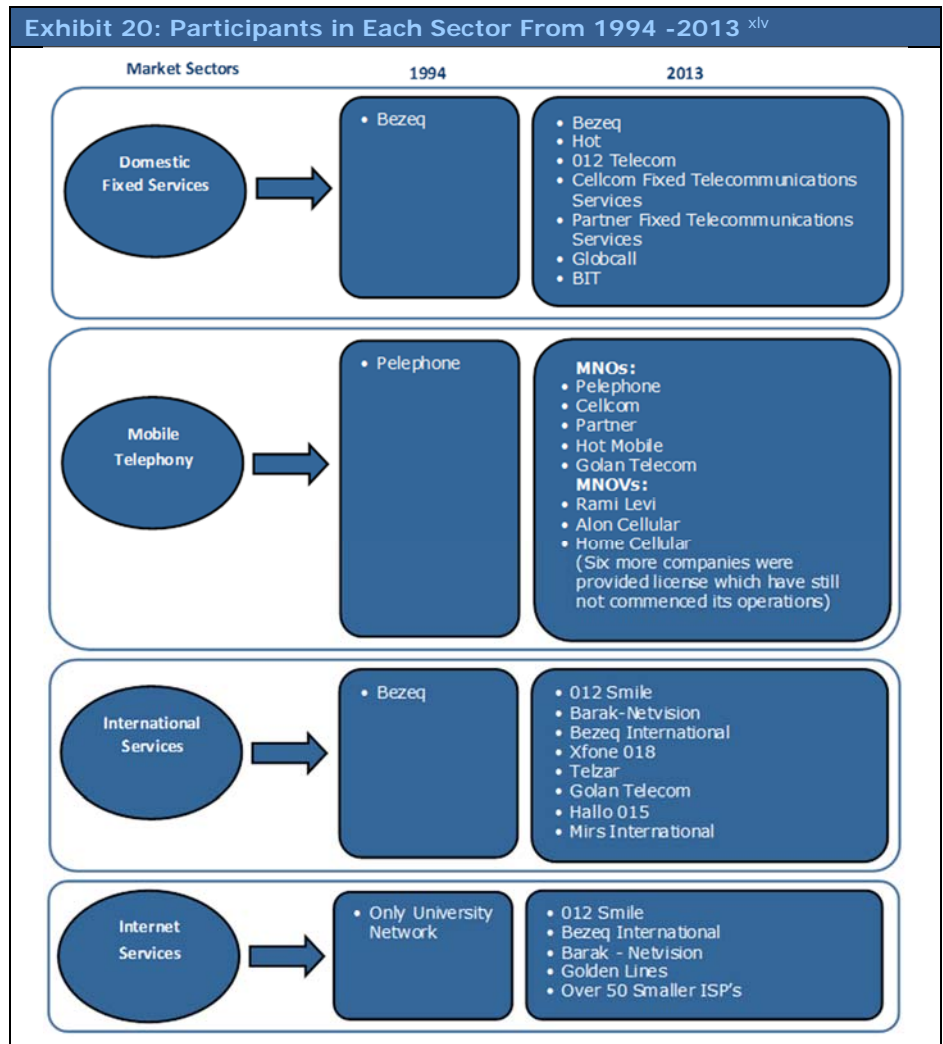 Exhibit 20: Participants in Each Sector From 1994 -2013 xlv
Market Sectors
1994
2013
Domestic
Fixed Services
• Bezeq
• Bezeq
• Hot
• 012 Telecom
• Cellcom Fixed Telecommunications
Services
• Partner Fixed Telecommunications
Services
• Globcall
• BIT
Mobile
Telephony
• Pelephone
MNOs:
• Pelephone
• Cellcom
• Partner
• Hot Mobile
• Golan Telecom
MNOVs:
• Rami Levi
• Alon Cellular
• Home Cellular
(Six more companies were
provided license which have still
not commenced its operations)
International
Services
• Bezeq
• 012 Smile
• Barak-Netvision
• Bezeq International
• Xfone 018
• Telzar
• Golan Telecom
• Hallo 015
• Mirs International
Internet
Services
• Only University
Network
• 012 Smile
• Bezeq International
• Barak - Netvision
• Golden Lines
• Over 50 Smaller ISP's